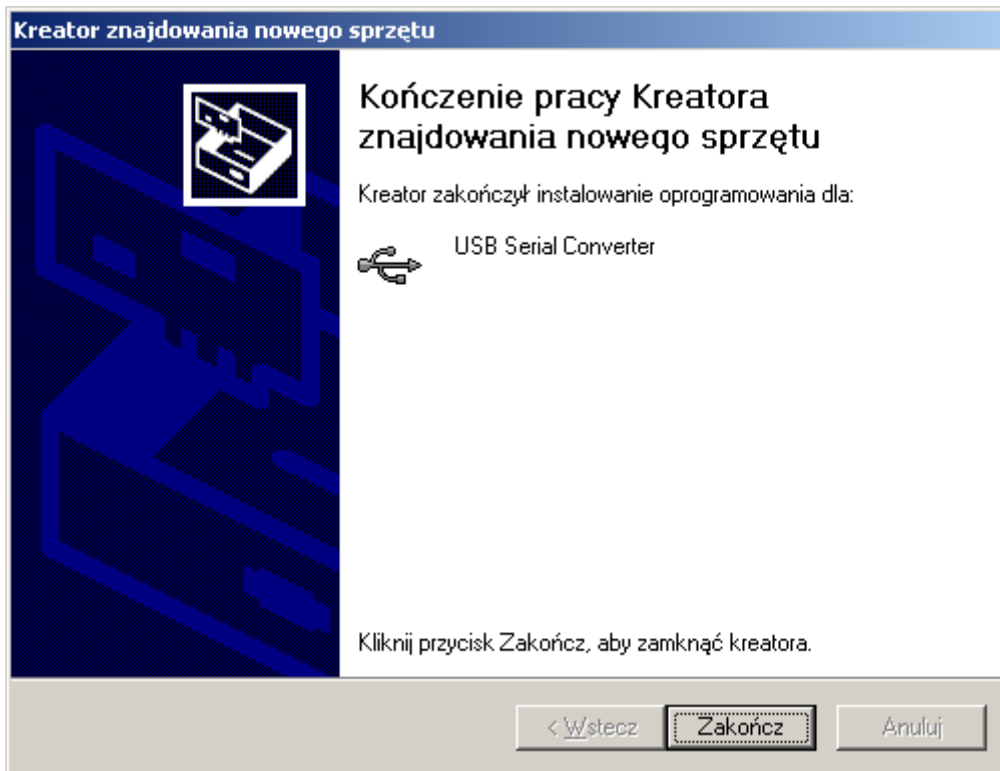 Kreator znajdowania nowego sprzętu
Kończenie pracy Kreatora
znajdowania nowego sprzętu
Kreator zakończył instalowanie oprogramowania dla:
USB Serial Converter
Kliknij przycisk Zakończ, aby zamknąć kreatora.
< Wstecz
Zakończ
Anuluj